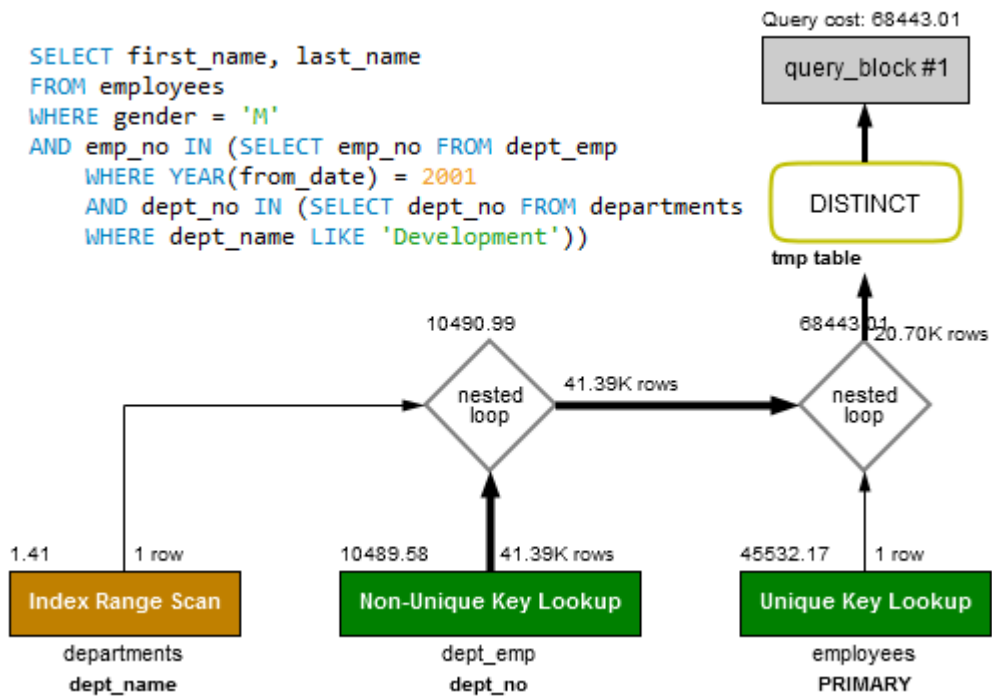 Query cost: 68443.01
query_block #1
SELECT first_name, last_name
FROM employees
WHERE gender = 'M'
AND emp_no IN (SELECT emp_no FROM dept_emp
WHERE YEAR(from_date) = 2001
AND dept_no IN (SELECT dept_no FROM departments
WHERE dept_name LIKE 'Development'))
DISTINCT
tmp table
10490.99
68443.01
20.70K rows
nested
loop
41.39K rows
nested
loop
1.41
1 row
10489.58
41.39K rows
45532.17
1 row
Index Range Scan
Non-Unique Key Lookup
Unique Key Lookup
departments
dept_emp
employees
dept_name
dept_no
PRIMARY